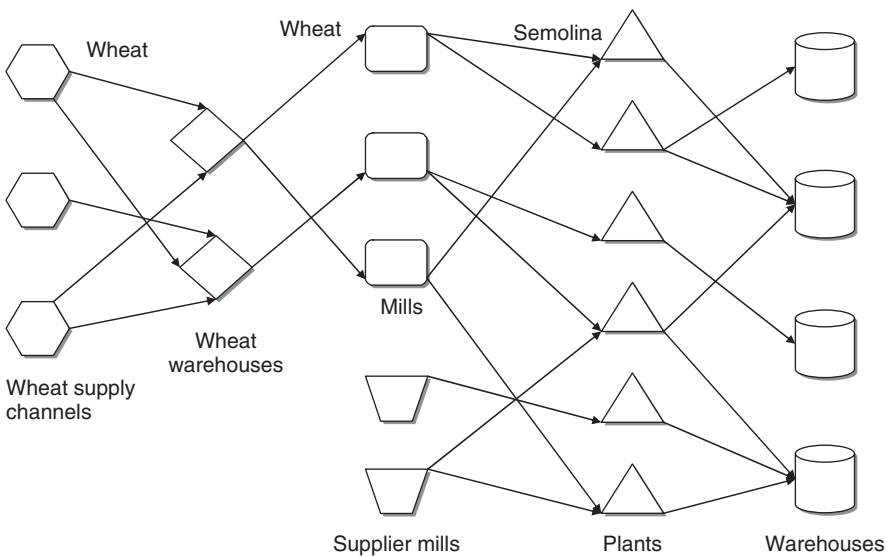 Wheat
Wheat
Semolina
Mills
Wheat
warehouses
Wheat supply
channels
Supplier mills
Plants
Warehouses